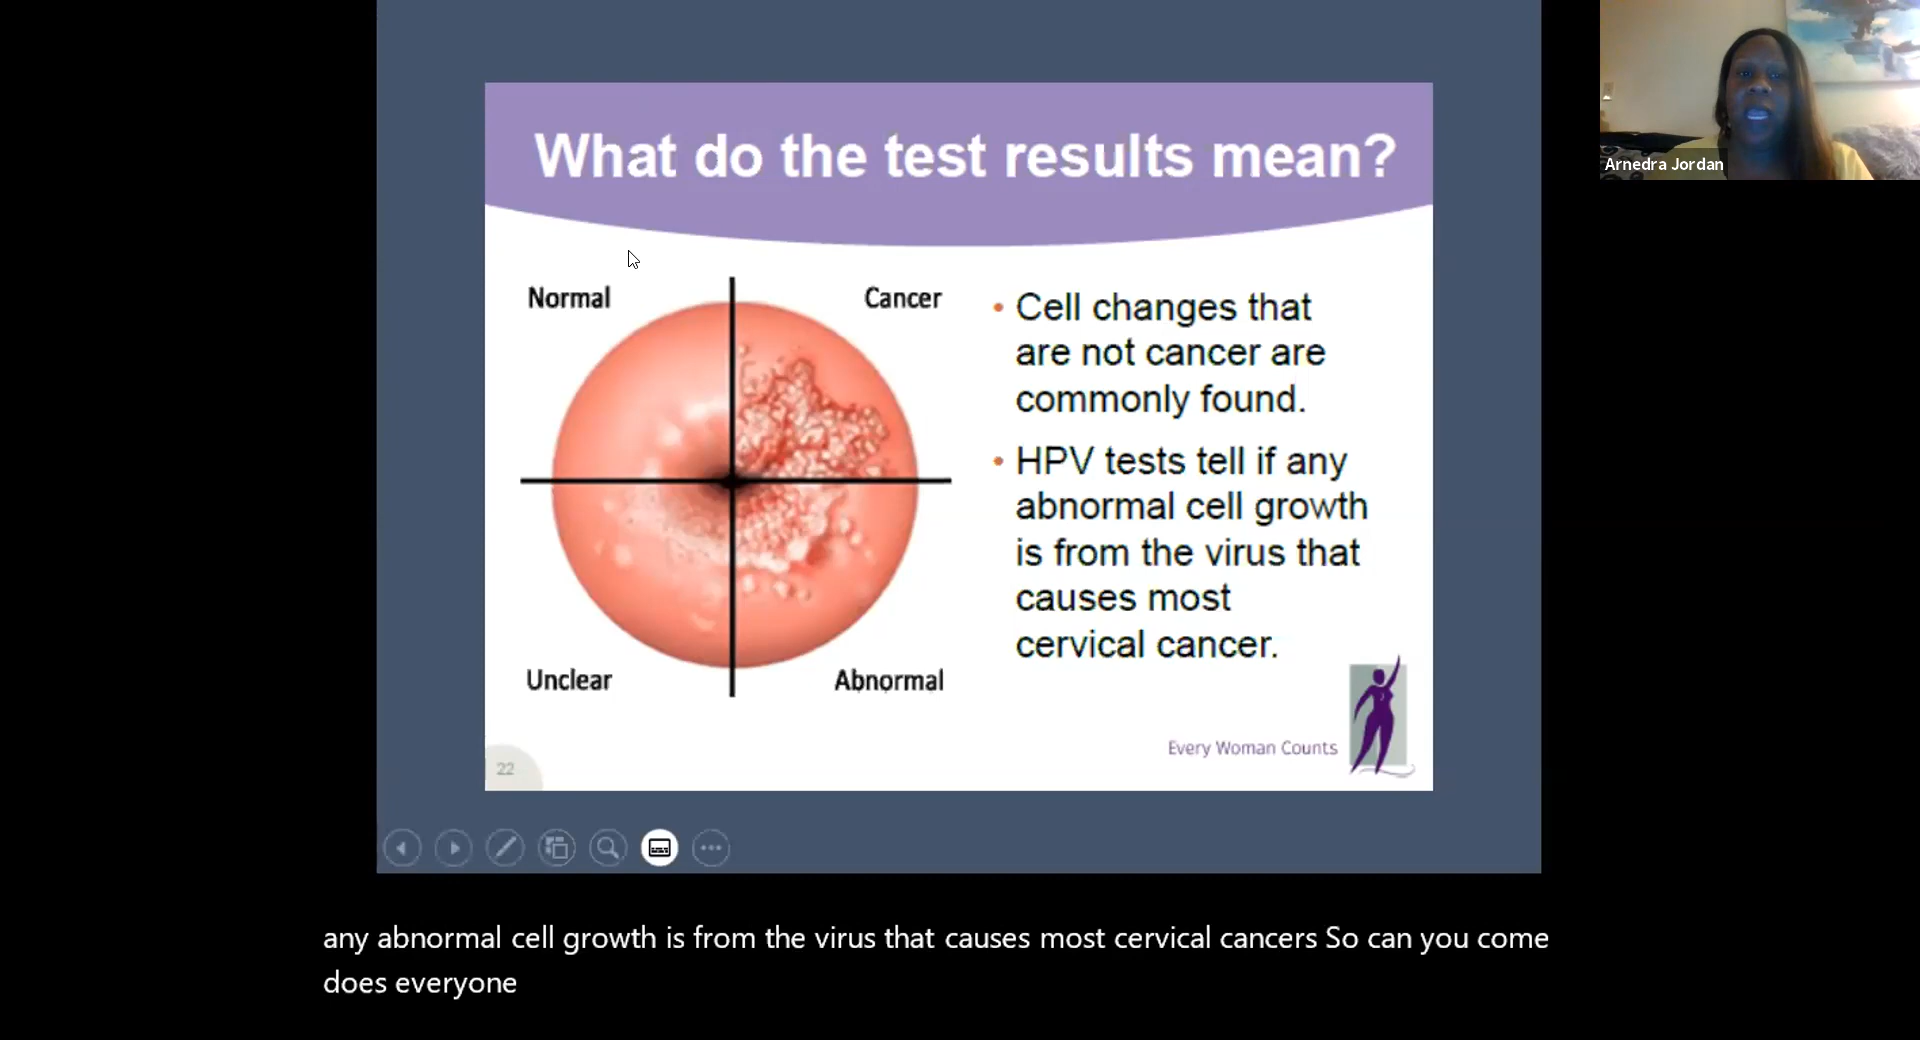 What do the test results mean?
Arnedra Jordan
Normal
Cancer
Unclear
Abnormal
• Cell changes that
are not cancer are
commonly found.
• HPV tests tell if any
abnormal cell growth
is from the virus that
causes most
cervical cancer.
Every Woman Counts
22
any abnormal cell growth is from the virus that causes most cervical cancers So can you come
does everyone